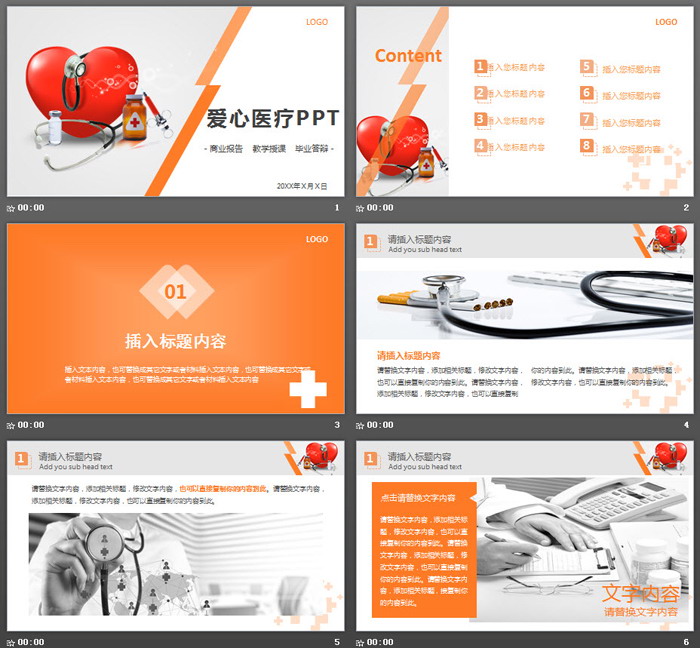 LOGO
爱心医疗PPT
- 商业报告 教学授课 毕业答辩 -
20XX年X月X日
00:00
1
LOGO
Content
1 插入您标题内容
2 插入您标题内容
3 插入您标题内容
4 插入您标题内容
5 插入您标题内容
6 插入您标题内容
7 插入您标题内容
8 插入您标题内容
00:00
2
LOGO
01
插入标题内容
插入文本内容，也可替换成其它文字或者材料插入文本内容，也可替换成其它文字或
者材料插入文本内容，也可替换成其它文字或者材料插入文本内容
00:00
3
1
请插入标题内容
Add you sub head text
请插入标题内容
请替换文字内容，添加相关标题，修改文字内容，
也可以直接复制你的内容到此。请替换文字内容，
添加相关标题，修改文字内容，也可以直接复制
你的内容到此。请替换文字内容，添加相关标题，
修改文字内容，也可以直接复制你的内容到此。
00:00
4
1
请插入标题内容
Add you sub head text
请替换文字内容，添加相关标题，修改文字内容，也可以直接复制你的内容到此。请替换文字内容，
添加相关标题，修改文字内容，也可以直接复制你的内容到此。
00:00
5
1
请插入标题内容
Add you sub head text
点击请替换文字内容
请替换文字内容，添加相关标
题，修改文字内容，也可以直接
复制你的内容到此。请替换
文字内容，添加相关标题，修
改文字内容，也可以直接复制
你的内容到此。请替换文字内
容，添加相关标题，修改文字
内容，也可以直接复制你的内
容到此。
文字内容
请替换文字内容
00:00
6